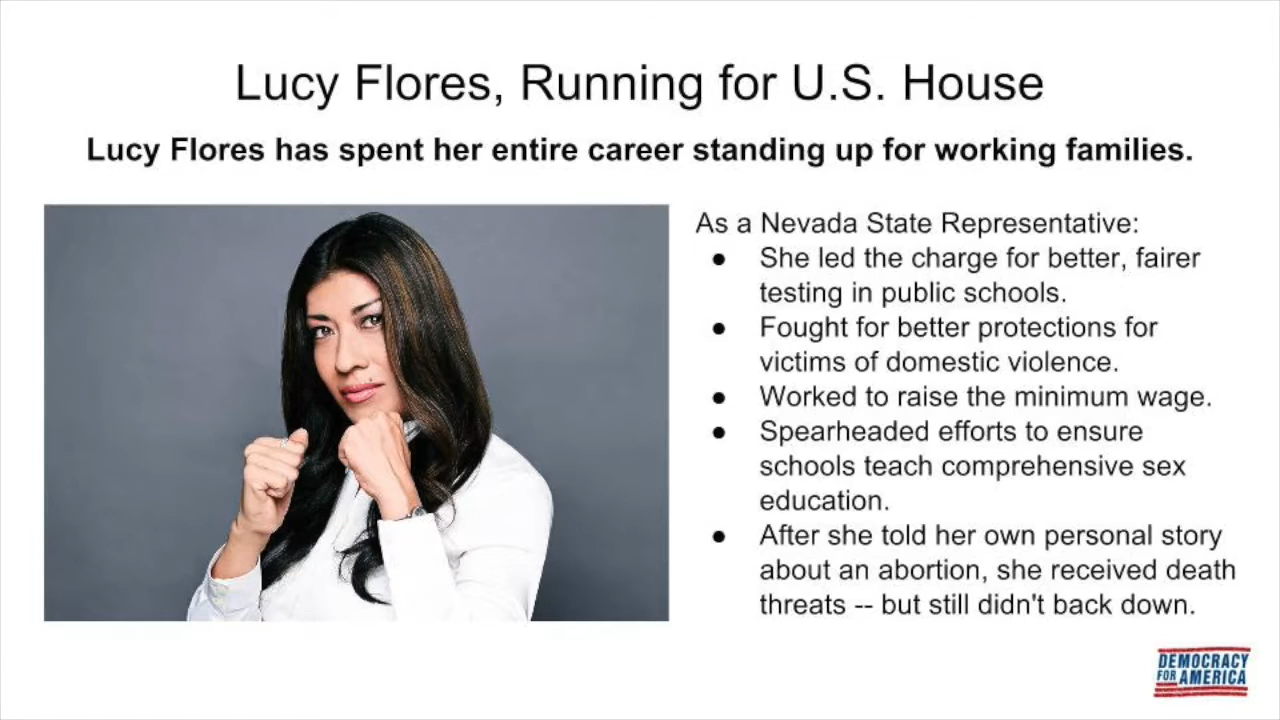 Lucy Flores, Running for U.S. House
Lucy Flores has spent her entire career standing up for working families.
As a Nevada State Representative:
● She led the charge for better, fairer
testing in public schools.
● Fought for better protections for
victims of domestic violence.
● Worked to raise the minimum wage.
● Spearheaded efforts to ensure
schools teach comprehensive sex
education.
● After she told her own personal story
about an abortion, she received death
threats -- but still didn't back down.
DEMOCRACY
FOR AMERICA